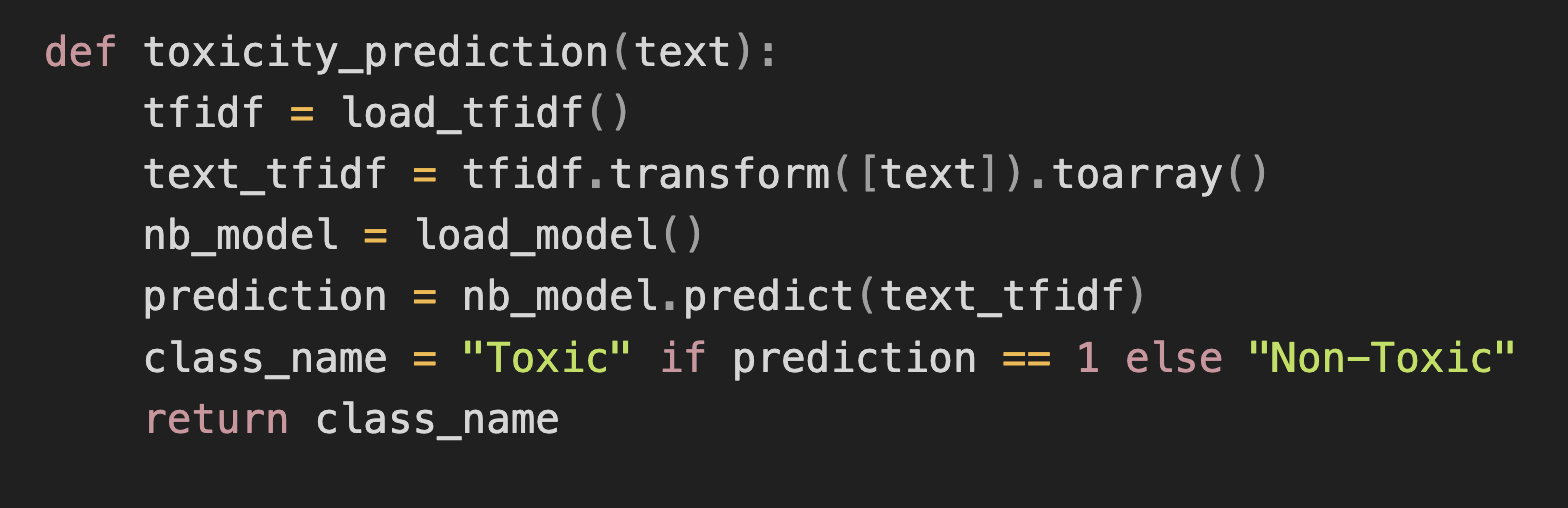 def toxicity_prediction(text):
    tfidf = load_tfidf()
    text_tfidf = tfidf.transform([text]).toarray()
    nb_model = load_model()
    prediction = nb_model.predict(text_tfidf)
    class_name = "Toxic" if prediction == 1 else "Non-Toxic"
    return class_name